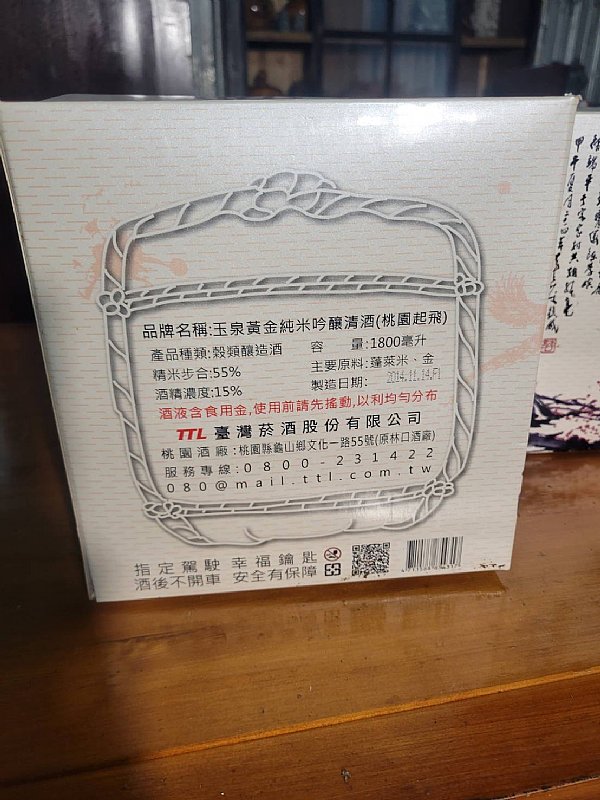 品牌名稱:玉泉黃金純米吟釀清酒(桃園起飛)
產品種類:穀類釀造酒 容 量:1800毫升
精米步合:55% 主要原料:蓬萊米、金
酒精濃度:15% 製造日期: 2014.11.14.F1
酒液含食用金,使用前請先搖動,以利均勻分布
TTL 臺灣菸酒股份有限公司
桃園酒廠:桃園縣龜山鄉文化一路55號(原林口酒廠)
服務專線:0800-231422
080@mail.ttl.com.tw
指定駕駛 幸福鑰匙
酒後不開車 安全有保障